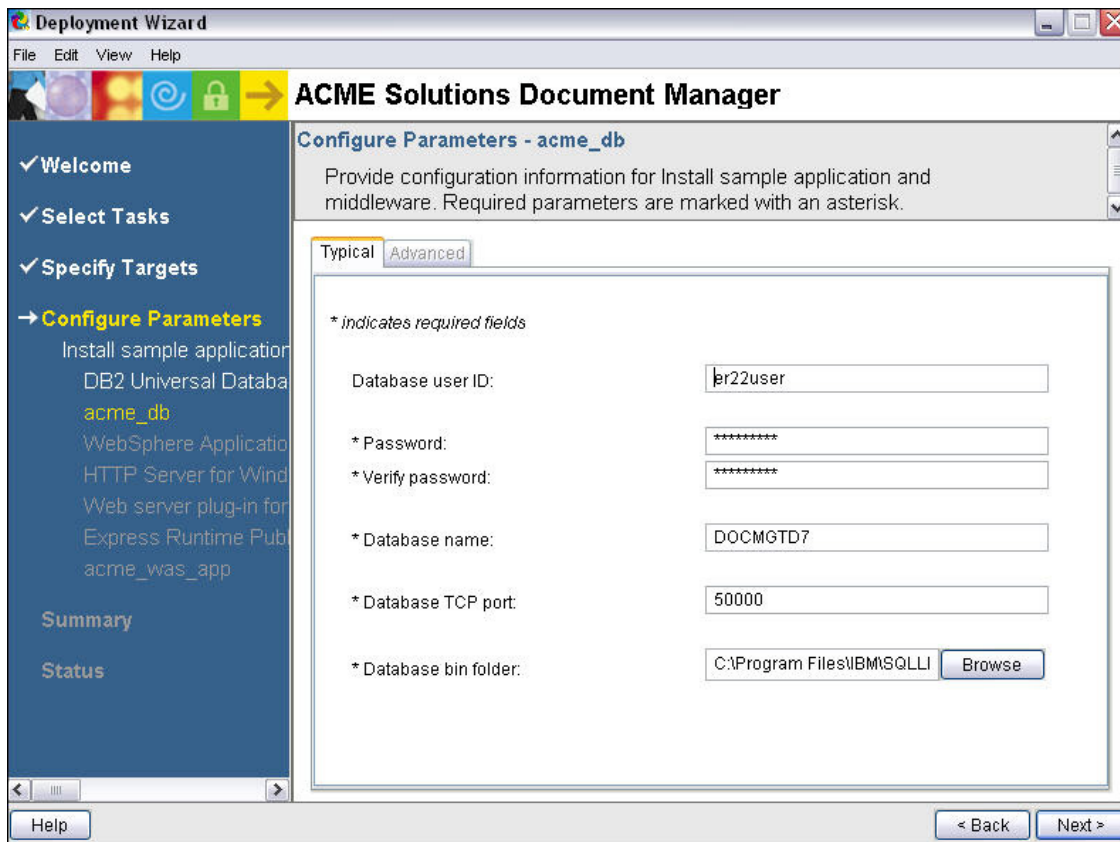 Deployment Wizard
File Edit View Help
ACME Solutions Document Manager
✓ Welcome
✓ Select Tasks
✓ Specify Targets
→ Configure Parameters
Install sample application
DB2 Universal Databa
acme_db
WebSphere Applicatio
HTTP Server for Wind
Web server plug-in for
Express Runtime Publ
acme_was_app
Summary
Status
Configure Parameters - acme_db
Provide configuration information for Install sample application and
middleware. Required parameters are marked with an asterisk.
Typical Advanced
* indicates required fields
Database user ID: er22user
* Password: *********
* Verify password: *********
* Database name: DOCMGTD7
* Database TCP port: 50000
* Database bin folder: C:\Program Files\IBM\SQLLI Browse
Help < Back Next >